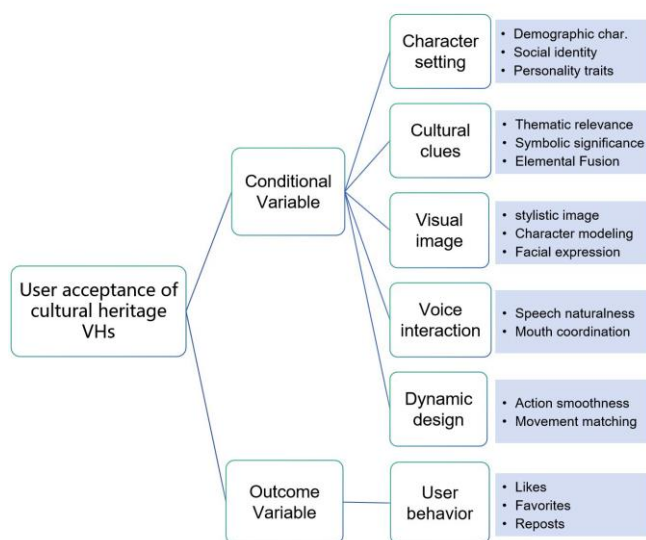 User acceptance of
cultural heritage
VHs
Conditional
Variable
Character
setting
• Demographic char.
• Social identity
• Personality traits
Cultural
clues
• Thematic relevance
• Symbolic significance
• Elemental Fusion
Visual
image
• stylistic image
• Character modeling
• Facial expression
Voice
interaction
• Speech naturalness
• Mouth coordination
Dynamic
design
• Action smoothness
• Movement matching
Outcome
Variable
User
behavior
• Likes
• Favorites
• Reposts